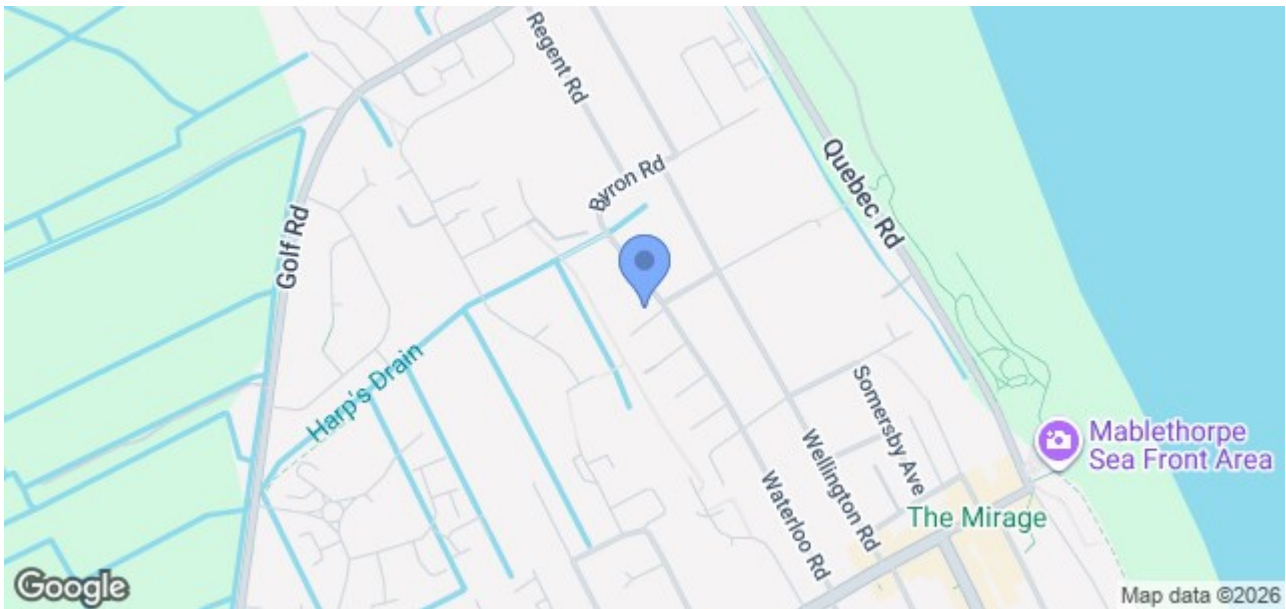 Regent Rd
Byron Rd
Quebec Rd
Golf Rd
Harp's Drain
Somersby Ave
Mablethorpe
Sea Front Area
Wellington Rd
Waterloo Rd
The Mirage
Google
Map data ©2026